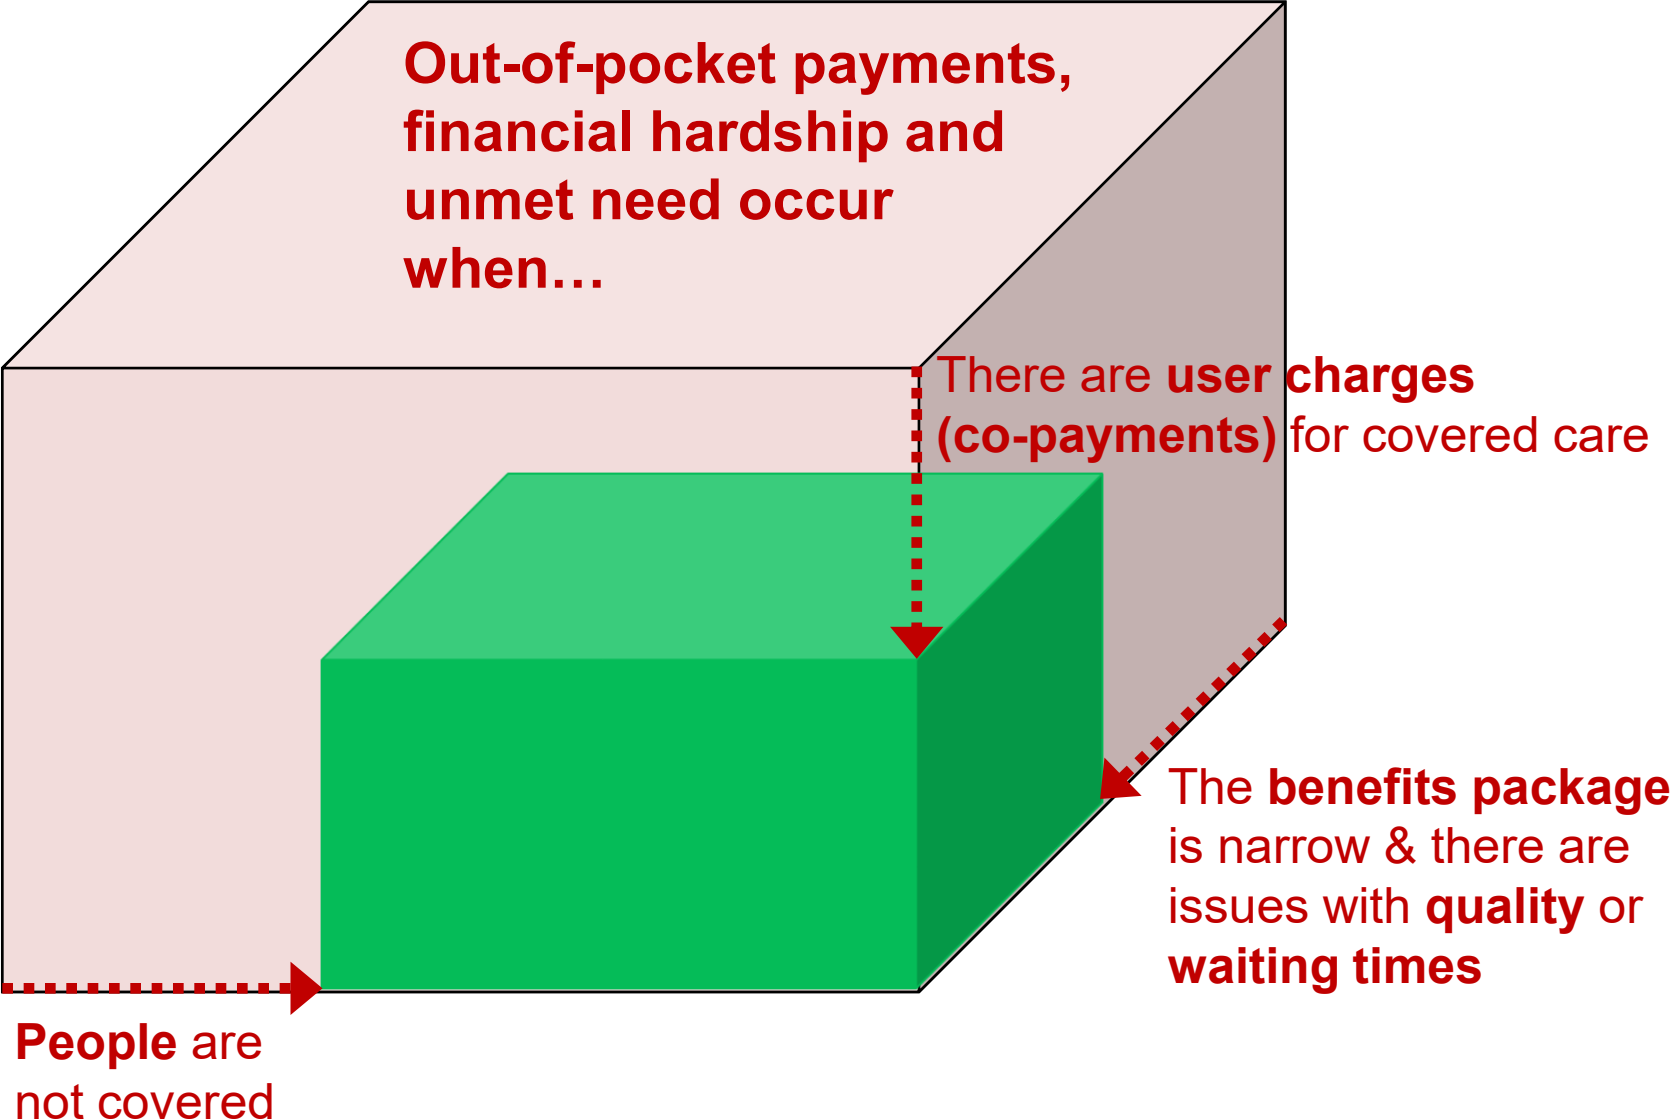 Out-of-pocket payments,
financial hardship and
unmet need occur
when…
There are user charges
(co-payments) for covered care
The benefits package
is narrow & there are
issues with quality or
waiting times
People are
not covered